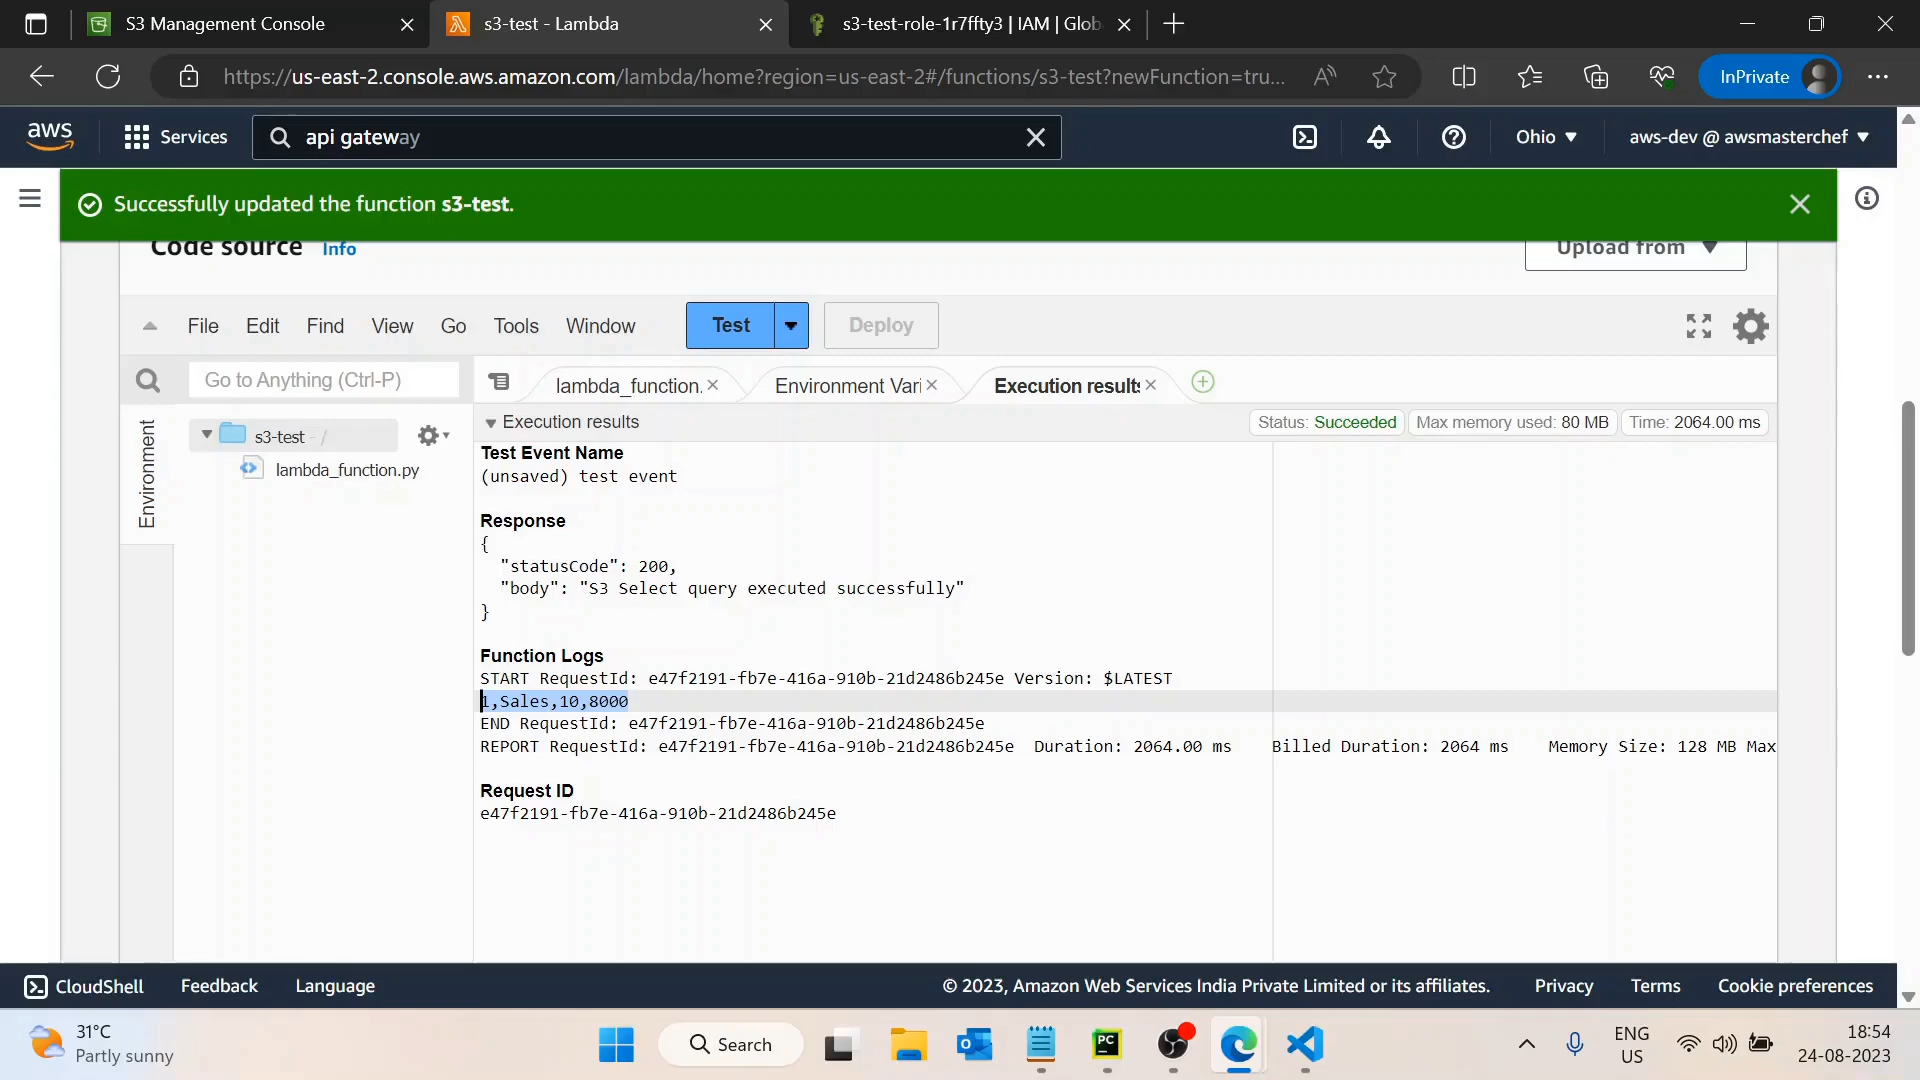 S3 Management Console
s3-test - Lambda
s3-test-role-1r7ffty3 | IAM | Glob
https://us-east-2.console.aws.amazon.com/lambda/home?region=us-east-2#/functions/s3-test?newFunction=tru...
InPrivate
aws
Services
api gateway
Ohio
aws-dev @ awsmasterchef
Successfully updated the function s3-test.
Code source Info
Upload from
File Edit Find View Go Tools Window
Test
Deploy
Go to Anything (Ctrl-P)
lambda_function.
Environment Vari
Execution results
Environment
s3-test - /
lambda_function.py
Execution results
Status: Succeeded
Max memory used: 80 MB
Time: 2064.00 ms
Test Event Name
(unsaved) test event
Response
{
"statusCode": 200,
"body": "S3 Select query executed successfully"
}
Function Logs
START RequestId: e47f2191-fb7e-416a-910b-21d2486b245e Version: $LATEST
1,Sales,10,8000
END RequestId: e47f2191-fb7e-416a-910b-21d2486b245e
REPORT RequestId: e47f2191-fb7e-416a-910b-21d2486b245e Duration: 2064.00 ms Billed Duration: 2064 ms Memory Size: 128 MB Max
Request ID
e47f2191-fb7e-416a-910b-21d2486b245e
CloudShell
Feedback
Language
© 2023, Amazon Web Services India Private Limited or its affiliates.
Privacy
Terms
Cookie preferences
31°C
Partly sunny
Search
PC
ENG
US
18:54
24-08-2023